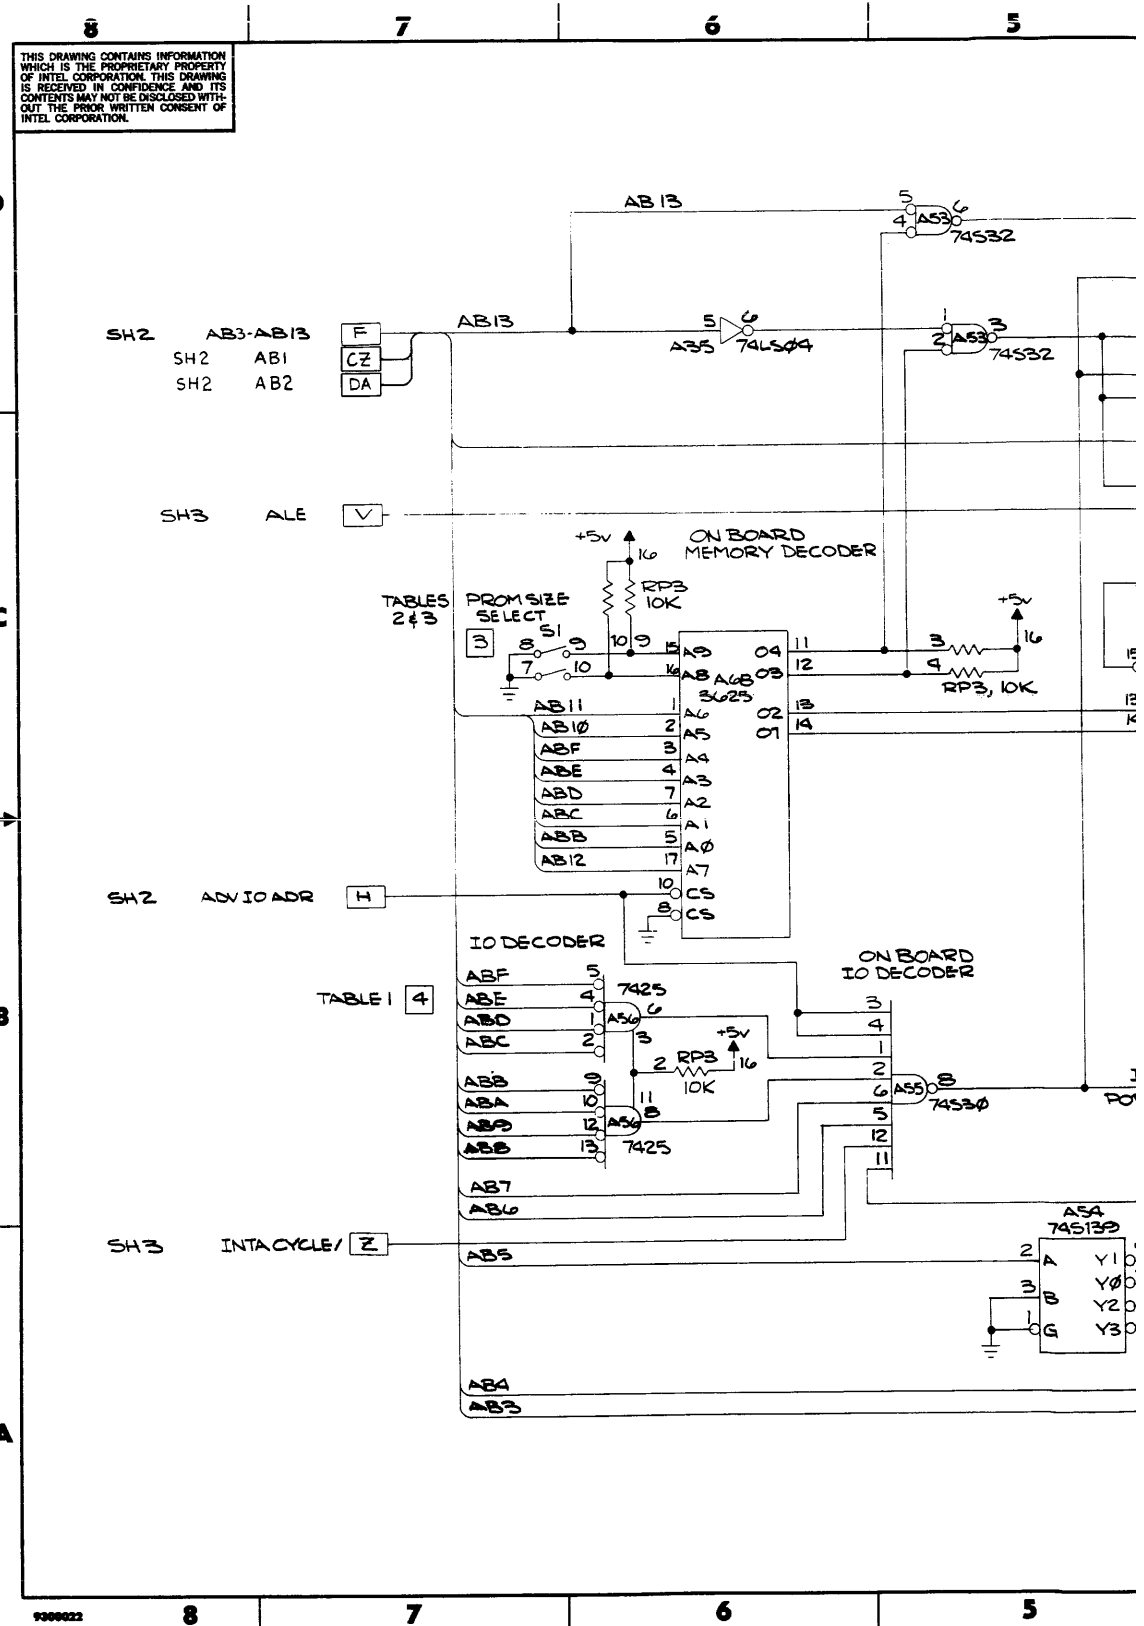 8 7 6 5
THIS DRAWING CONTAINS INFORMATION
WHICH IS THE PROPRIETARY PROPERTY
OF INTEL CORPORATION. THIS DRAWING
IS RECEIVED IN CONFIDENCE AND ITS
CONTENTS MAY NOT BE DISCLOSED WITH-
OUT THE PRIOR WRITTEN CONSENT OF
INTEL CORPORATION.
AB13 5 6
4 A53
74S32
SH2 AB3-AB13 F AB13 5 6 1 3
A35 74LS04 2 A53
74S32
SH2 AB1 CZ
SH2 AB2 DA
SH3 ALE V
+5V 16
ON BOARD
MEMORY DECODER
RP3
10K
TABLES
2 & 3
PROM SIZE
SELECT
3 S1
+5V
16
8 9 10 9 15 A9 O4 11 3
7 10 16 A8 O3 12 4
A68
3625
RP3, 10K
AB11 1 A6 O2 13 13
AB10 2 A5 O1 14 14
ABF 3 A4
ABE 4 A3
ABD 7 A2
ABC 6 A1
ABB 5 A0
AB12 17 A7
SH2 ADV IO ADR H 10 CS
8 CS
15
IO DECODER
ON BOARD
IO DECODER
TABLE 1 4
ABF 5 7425
ABE 4 A56 6
ABD 1 3
ABC 2
+5V
2 RP3 16
10K
ABB 9
ABA 10 11
AB9 12 A56 8
AB8 13 7425
3
4
1
2
6 A55 8
5 74S30
12
11
AB7
AB6
SH3 INTA CYCLE/ Z
AB5
A54
74S139
2 A Y1
3 B Y0
Y2
1 G Y3
AB4
AB3
A
9300022 8 7 6 5